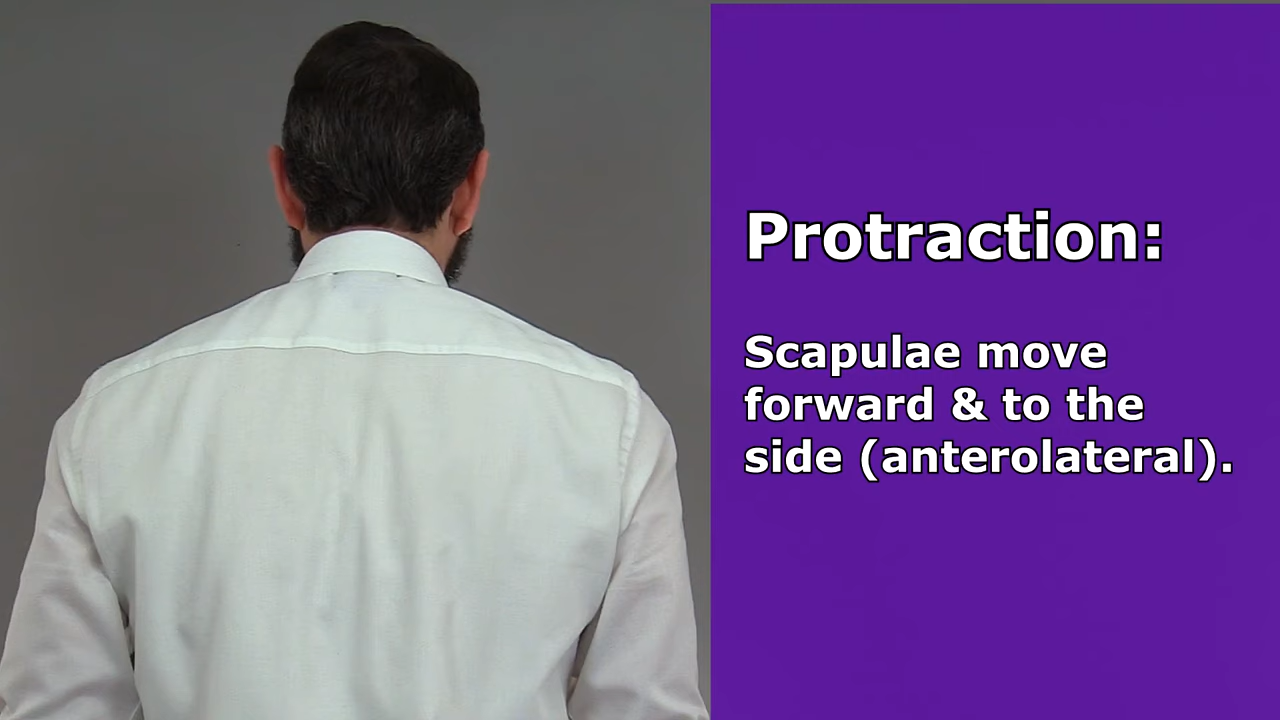 Protraction:
Scapulae move
forward & to the
side (anterolateral).